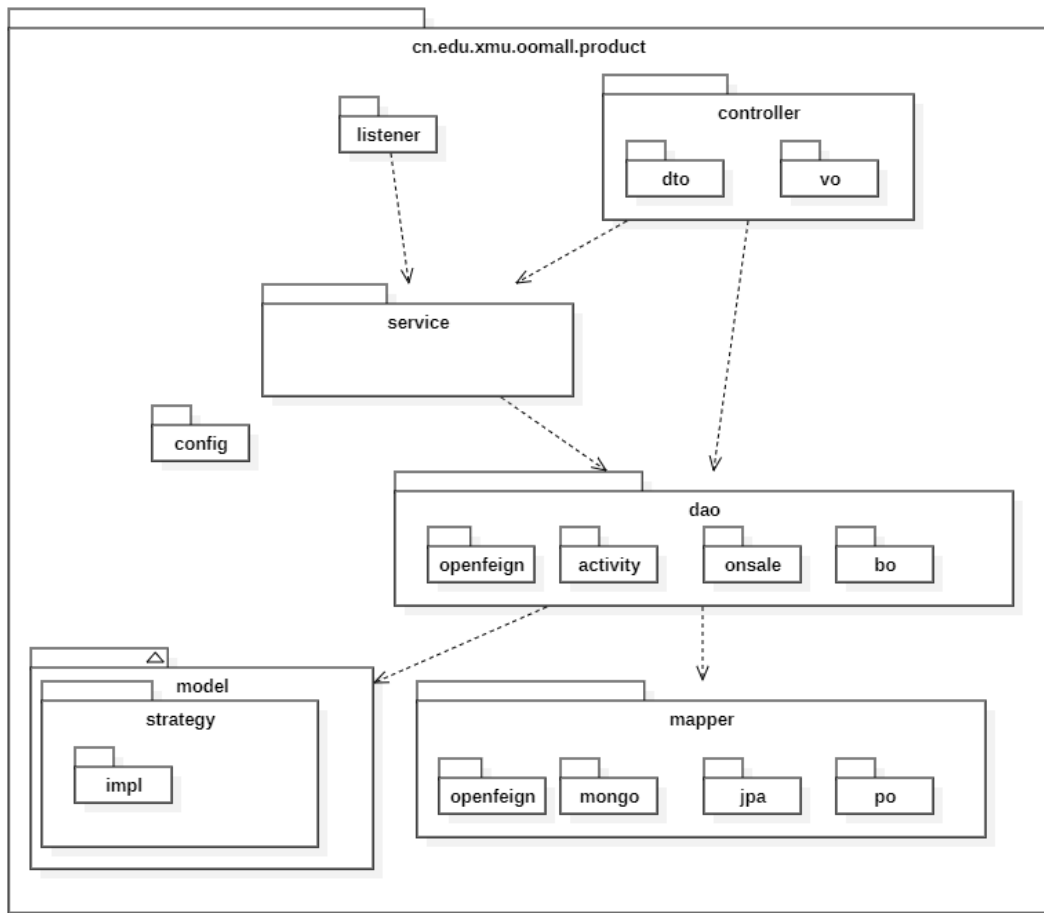 cn.edu.xmu.oomall.product
listener
controller
dto
vo
service
config
dao
openfeign
activity
onsale
bo
model
strategy
impl
mapper
openfeign
mongo
jpa
po